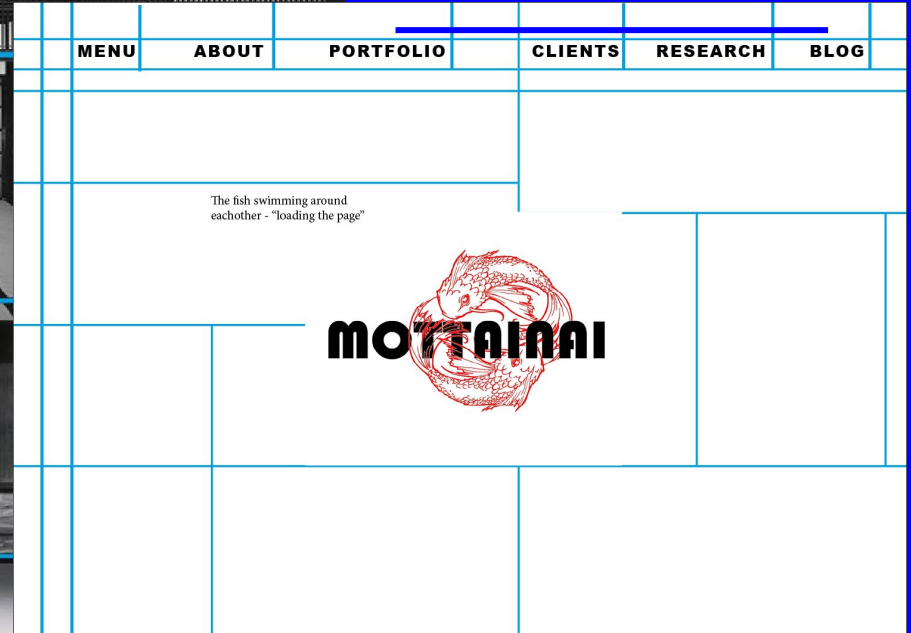 MENU ABOUT PORTFOLIO CLIENTS RESEARCH BLOG
The fish swimming around
eachother - “loading the page”
MOTTAINAI